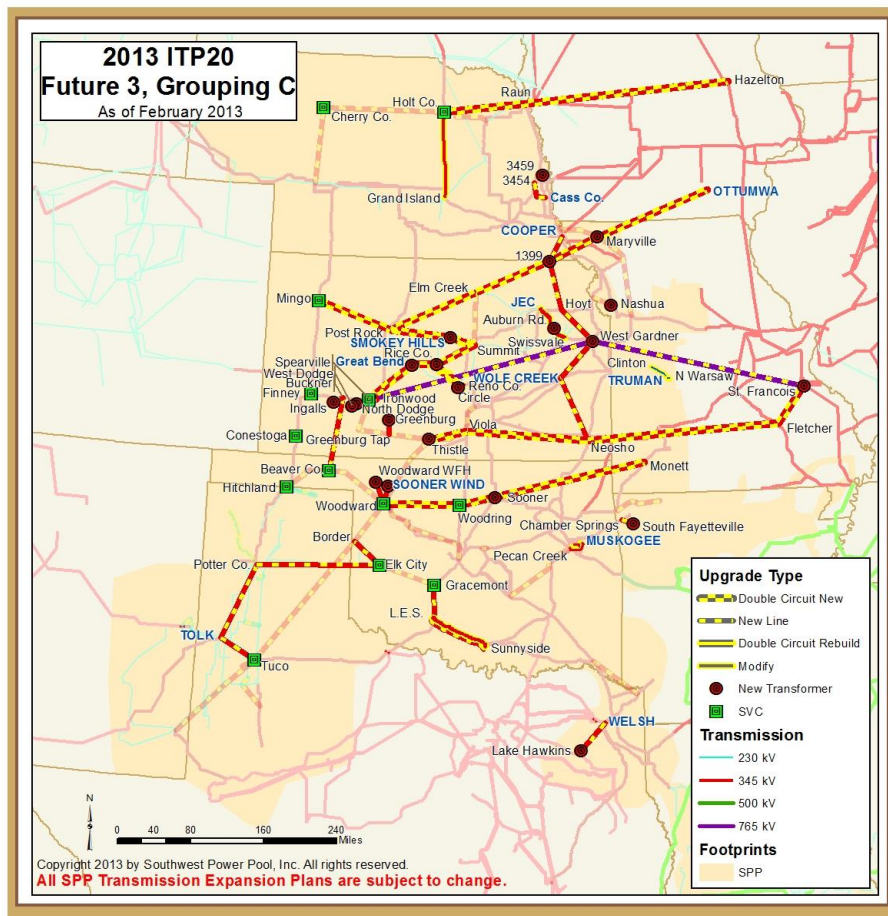 2013 ITP20
Future 3, Grouping C
As of February 2013
Hazelton
Raun
Holt Co.
Cherry Co.
3459
3454
Cass Co.
OTTUMWA
Grand Island
COOPER
Maryville
1399
Elm Creek
Mingo
JEC
Hoyt
Nashua
Auburn Rd.
Post Rock
SMOKEY HILLS
Swissvale
West Gardner
Summit
Rice Co.
Spearville
Great Bend
West Dodge
Buckner
Finney
WOLF CREEK
Reno Co.
Circle
Clinton
TRUMAN
N Warsaw
St. Francois
Ironwood
Ingalls
North Dodge
Greenburg
Conestoga
Greenburg Tap
Viola
Fletcher
Thistle
Neosho
Beaver Co.
Monett
Hitchland
Woodward WFH
SOONER WIND
Woodward
Sooner
Woodring
Chamber Springs
South Fayetteville
Border
MUSKOGEE
Pecan Creek
Potter Co.
Elk City
Gracemont
L.E.S.
TOLK
Sunnyside
Tuco
WELSH
Lake Hawkins
Upgrade Type
Double Circuit New
New Line
Double Circuit Rebuild
Modify
New Transformer
SVC
Transmission
230 kV
345 kV
500 kV
765 kV
Footprints
SPP
N
0 40 80 160 240
Miles
Copyright 2013 by Southwest Power Pool, Inc. All rights reserved.
All SPP Transmission Expansion Plans are subject to change.